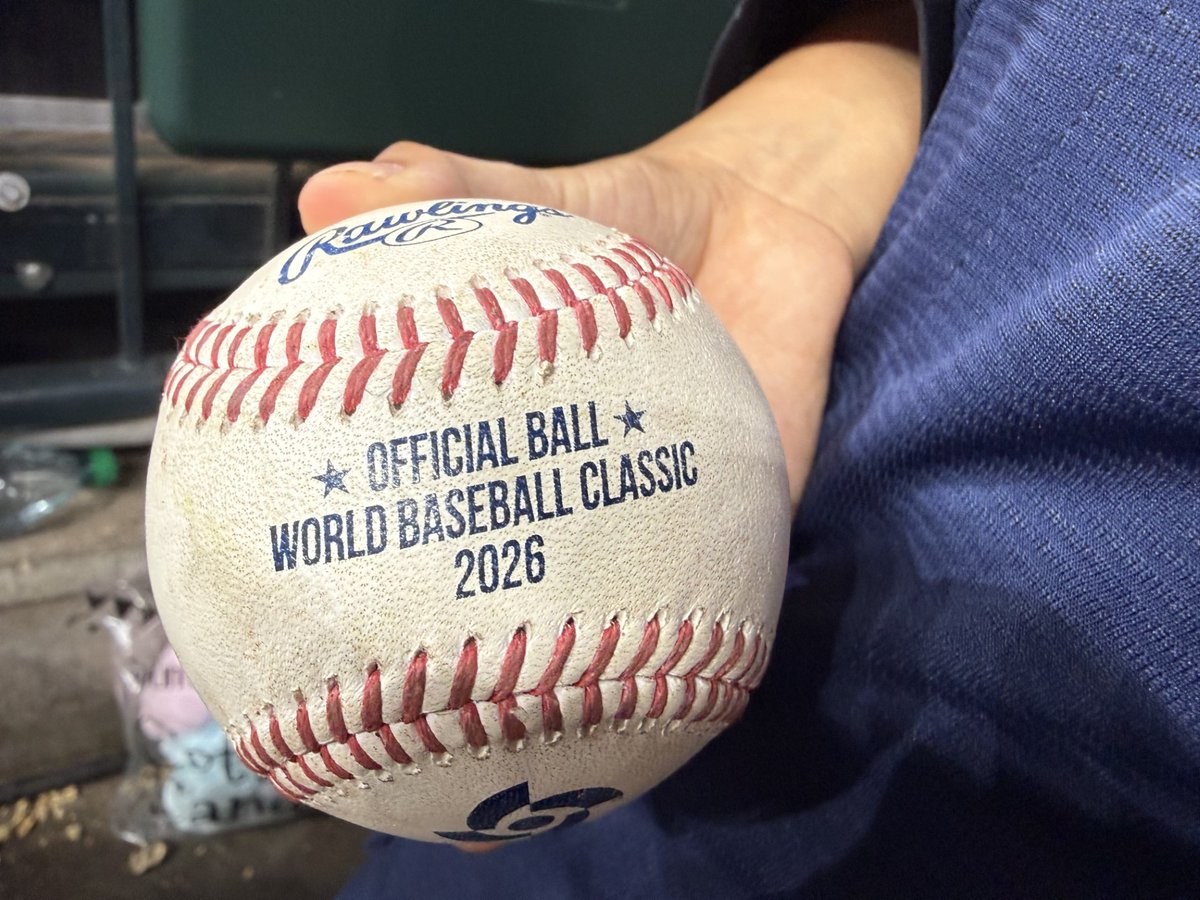 Rawlings
R
OFFICIAL BALL
WORLD BASEBALL CLASSIC
2026